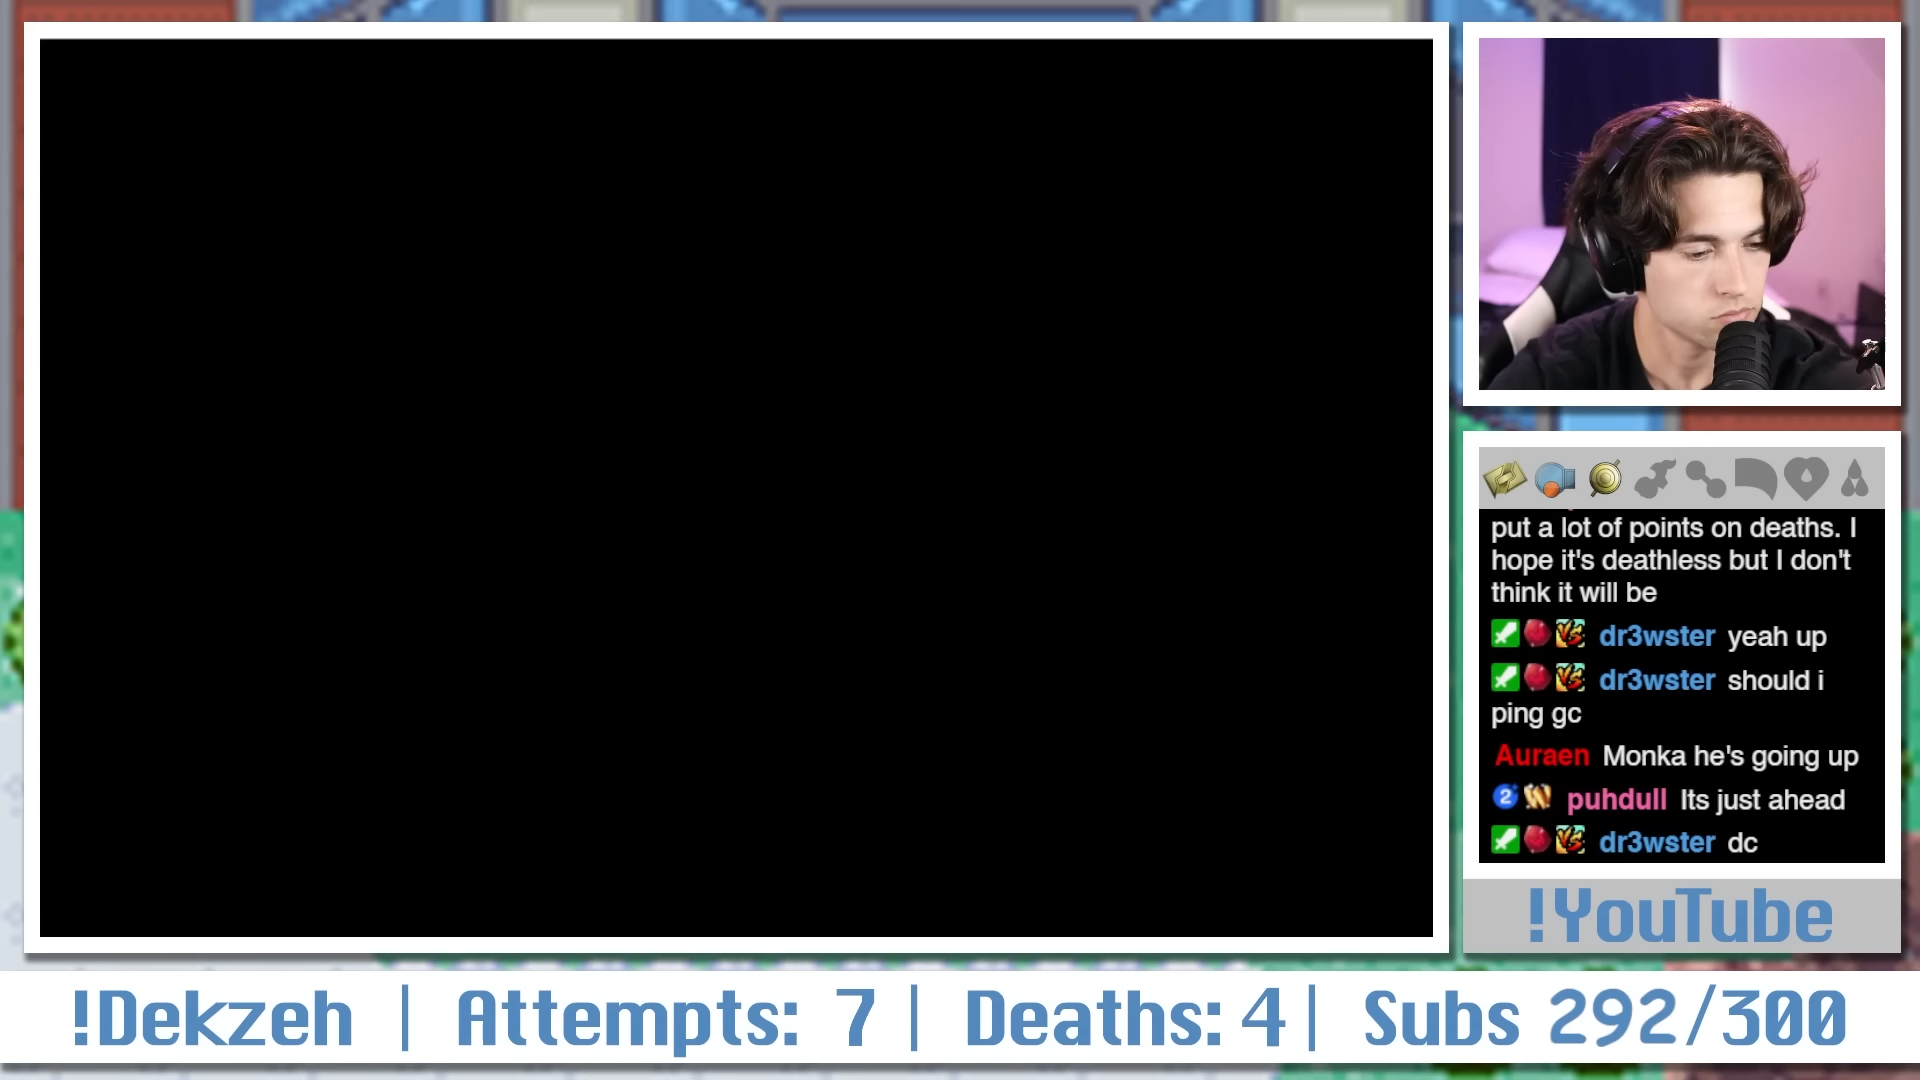 put a lot of points on deaths. I
hope it's deathless but I don't
think it will be
dr3wster yeah up
dr3wster should i
ping gc
Auraen Monka he's going up
2 puhdull Its just ahead
dr3wster dc
!YouTube
!Dekzeh | Attempts: 7 | Deaths: 4 | Subs 292/300